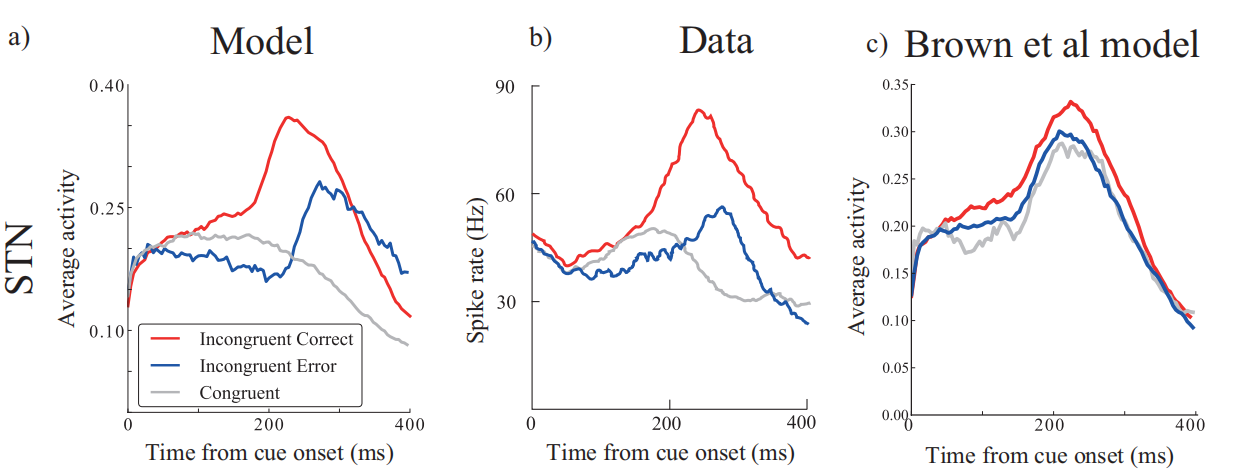 a)
Model
b)
Data
c)
Brown et al model
STN
Average activity
0.40
0.25
0.10
Incongruent Correct
Incongruent Error
Congruent
0
200
400
Time from cue onset (ms)
Spike rate (Hz)
90
60
30
0
200
400
Time from cue onset (ms)
Average activity
0.35
0.30
0.25
0.20
0.15
0.10
0.05
0.00
0
200
400
Time from cue onset (ms)